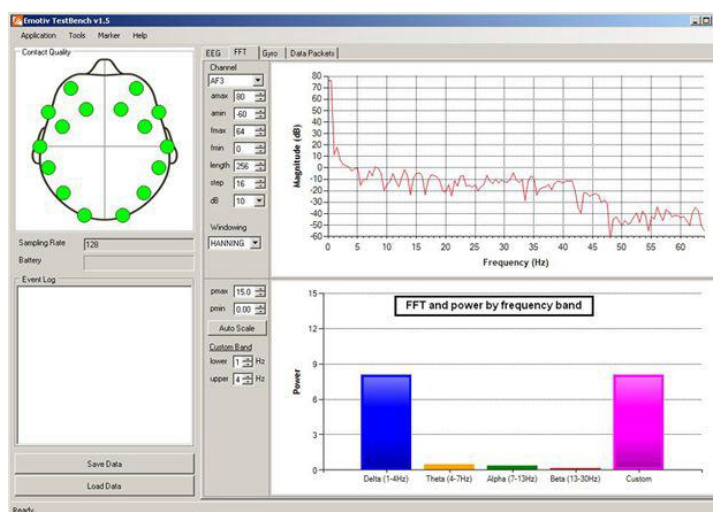 Emotiv TestBench v1.5
Application Tools Marker Help
Contact Quality
EEG FFT Gyro Data Packets
Channel
AF3
amax 80
amin -60
fmax 64
fmin 0
length 256
step 16
dB 10
Windowing
HANNING
Magnitude (dB)
80
70
60
50
40
30
20
10
0
-10
-20
-30
-40
-50
-60
0 5 10 15 20 25 30 35 40 45 50 55 60
Frequency (Hz)
Sampling Rate 128
Battery
Event Log
Save Data
Load Data
pmax 15.0
pmin 0.00
Auto Scale
Custom Band
lower 1 Hz
upper 4 Hz
FFT and power by frequency band
Power
15
12
9
6
3
0
Delta (1-4Hz) Theta (4-7Hz) Alpha (7-13Hz) Beta (13-30Hz) Custom
Ready